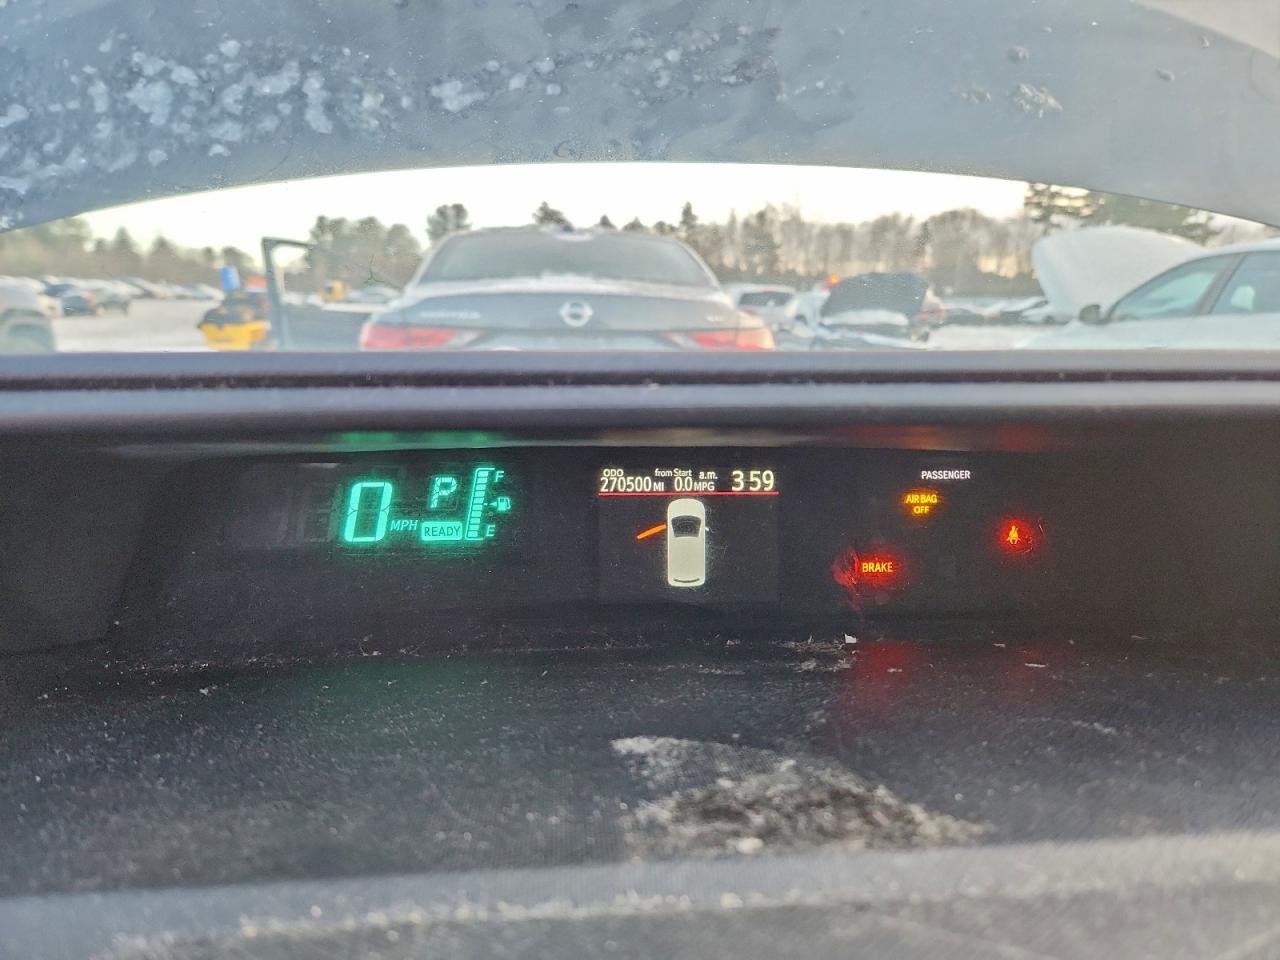 0 MPH
P
READY
F
E
ODO from Start a.m.
270500 MI 0.0 MPG 3 59
PASSENGER
AIR BAG
OFF
BRAKE